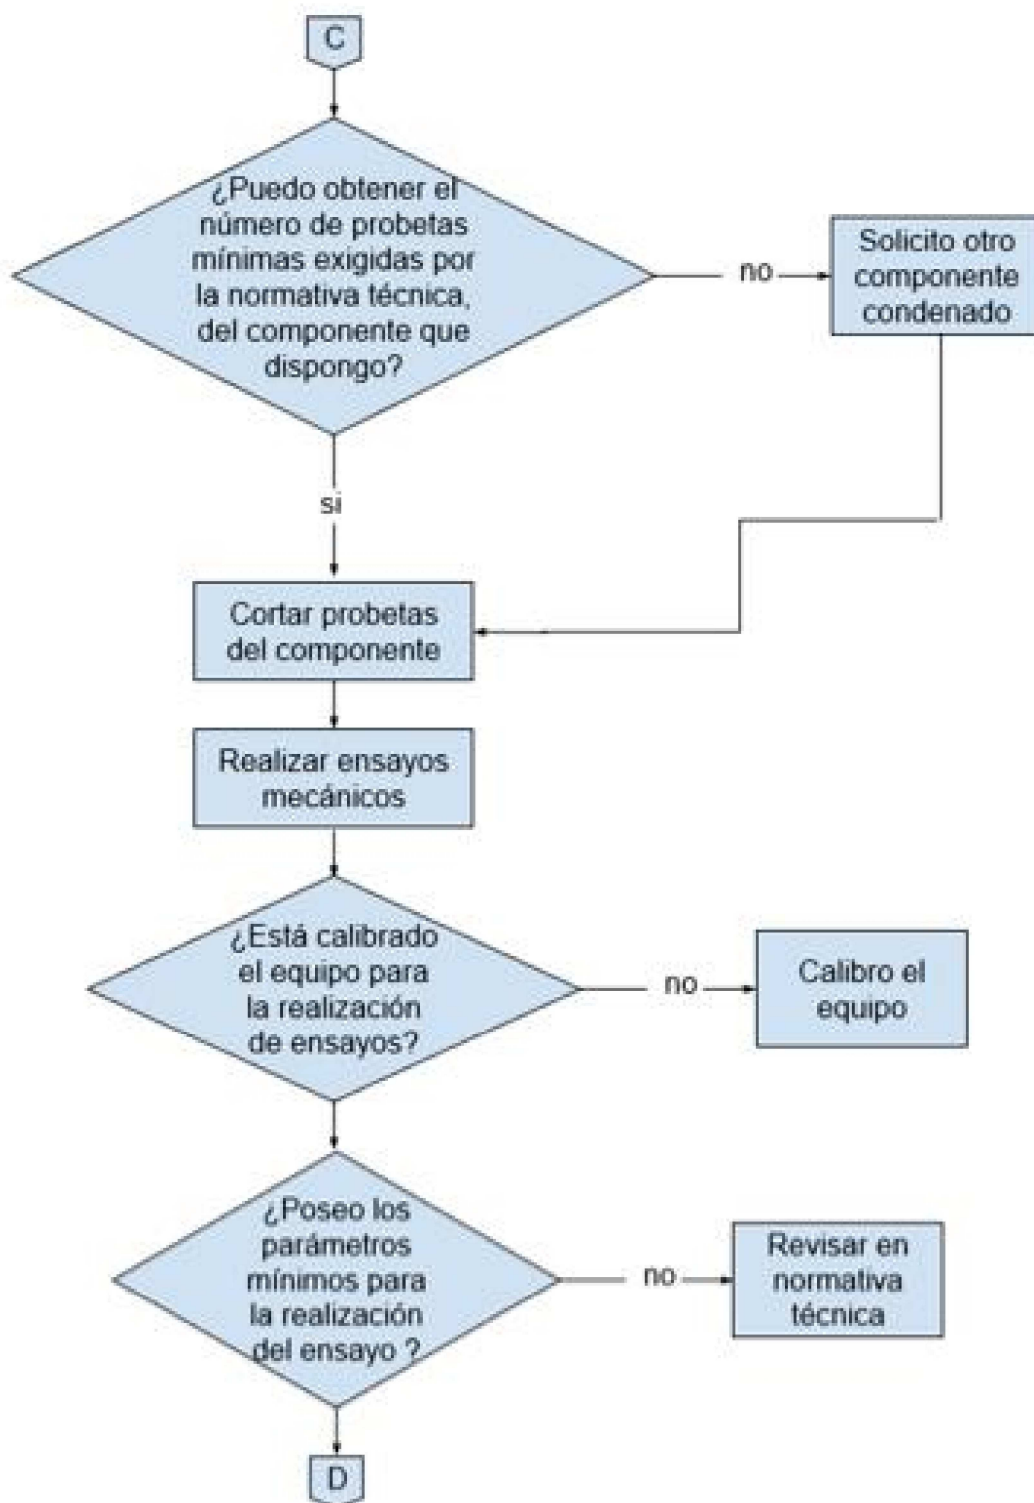 C
¿Puedo obtener el
número de probetas
mínimas exigidas por
la normativa técnica,
del componente que
dispongo?
no
Solicito otro
componente
condenado
si
Cortar probetas
del componente
Realizar ensayos
mecánicos
¿Está calibrado
el equipo para
la realización
de ensayos?
no
Calibro el
equipo
¿Poseo los
parámetros
mínimos para
la realización
del ensayo ?
no
Revisar en
normativa
técnica
D